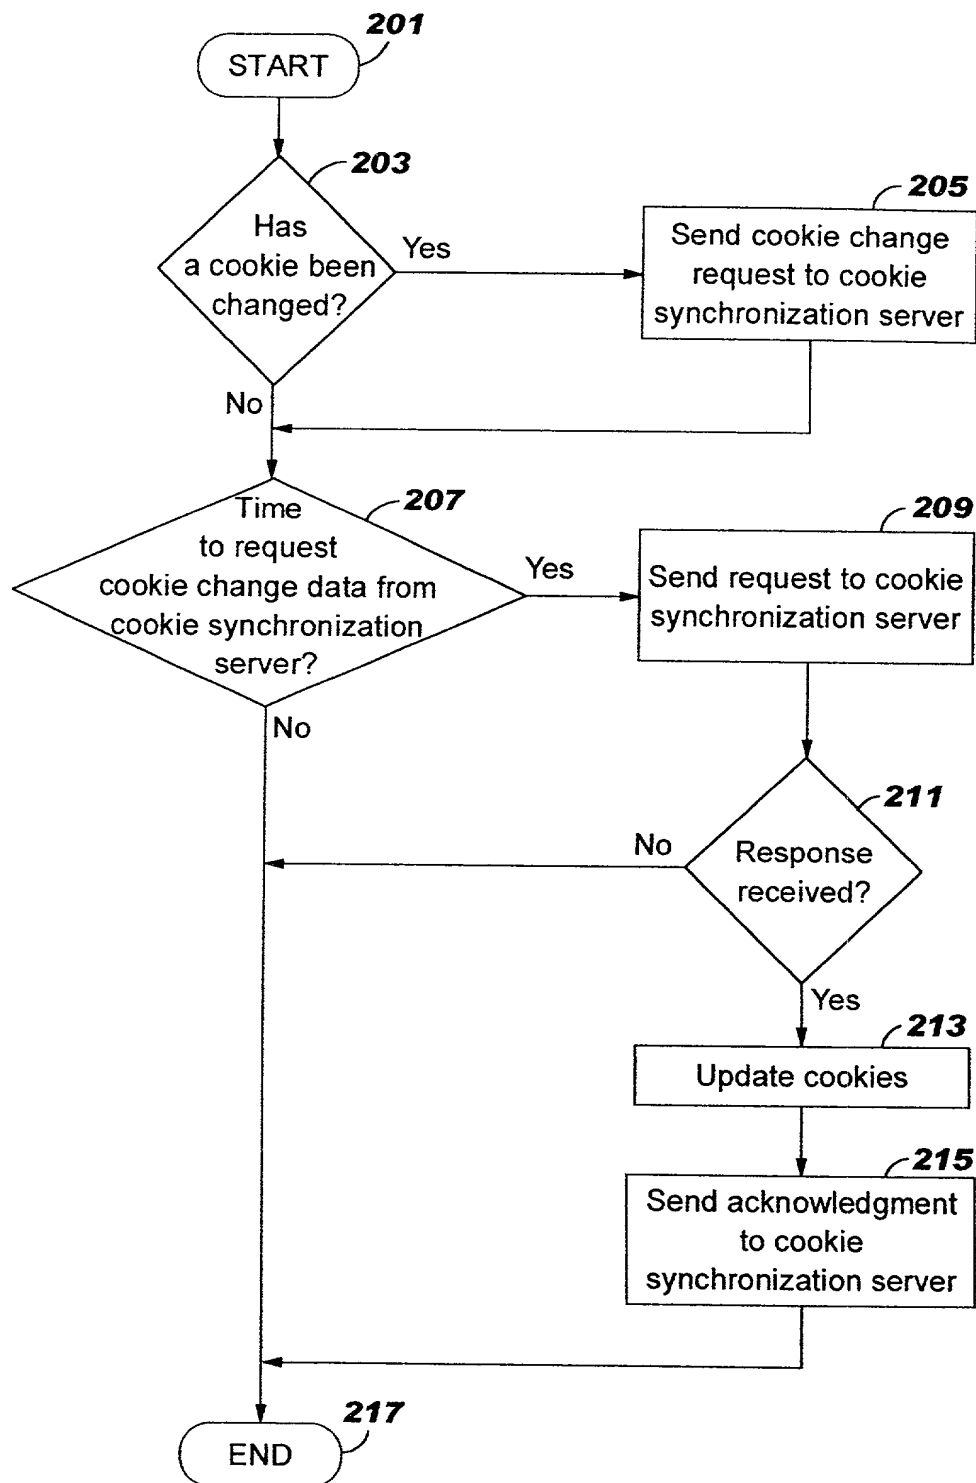 201
START
203
Has
a cookie been
changed?
Yes
205
Send cookie change
request to cookie
synchronization server
No
207
Time
to request
cookie change data from
cookie synchronization
server?
Yes
209
Send request to cookie
synchronization server
No
211
Response
received?
No
Yes
213
Update cookies
215
Send acknowledgment
to cookie
synchronization server
217
END